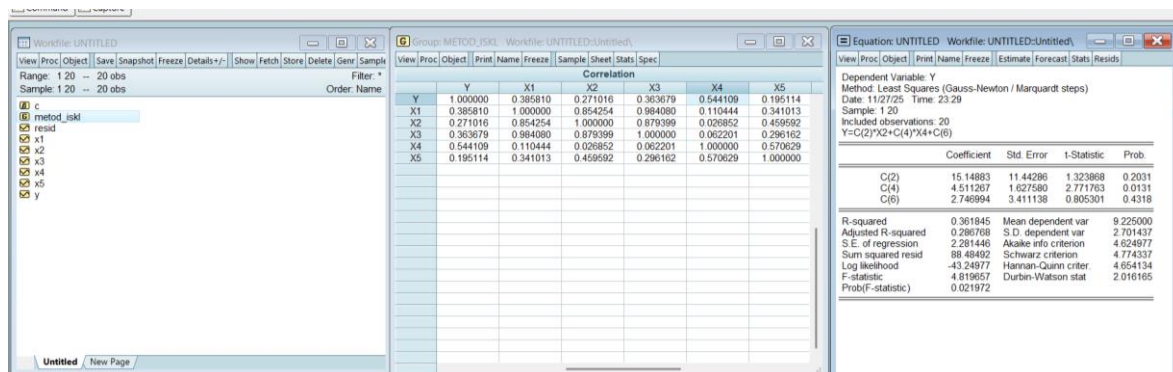 Command Capture
Workfile: UNTITLED
View Proc Object Save Snapshot Freeze Details+/- Show Fetch Store Delete Genr Sample
Range: 1 20 -- 20 obs Filter: *
Sample: 1 20 -- 20 obs Order: Name
c
metod_iskl
resid
x1
x2
x3
x4
x5
y
Untitled New Page
Group: METOD_ISKL Workfile: UNTITLED::Untitled\
View Proc Object Print Name Freeze Sample Sheet Stats Spec
Correlation
Y X1 X2 X3 X4 X5
Y 1.000000 0.385810 0.271016 0.363679 0.544109 0.195114
X1 0.385810 1.000000 0.854254 0.984080 0.110444 0.341013
X2 0.271016 0.854254 1.000000 0.879399 0.026852 0.459592
X3 0.363679 0.984080 0.879399 1.000000 0.062201 0.296162
X4 0.544109 0.110444 0.026852 0.062201 1.000000 0.570629
X5 0.195114 0.341013 0.459592 0.296162 0.570629 1.000000
Equation: UNTITLED Workfile: UNTITLED::Untitled\
View Proc Object Print Name Freeze Estimate Forecast Stats Resids
Dependent Variable: Y
Method: Least Squares (Gauss-Newton / Marquardt steps)
Date: 11/27/25 Time: 23:29
Sample: 1 20
Included observations: 20
Y=C(2)*X2+C(4)*X4+C(6)
Coefficient Std. Error t-Statistic Prob.
C(2) 15.14883 11.44286 1.323868 0.2031
C(4) 4.511267 1.627580 2.771763 0.0131
C(6) 2.746994 3.411138 0.805301 0.4318
R-squared 0.361845 Mean dependent var 9.225000
Adjusted R-squared 0.286768 S.D. dependent var 2.701437
S.E. of regression 2.281446 Akaike info criterion 4.624977
Sum squared resid 88.48492 Schwarz criterion 4.774337
Log likelihood -43.24977 Hannan-Quinn criter. 4.654134
F-statistic 4.819657 Durbin-Watson stat 2.016165
Prob(F-statistic) 0.021972